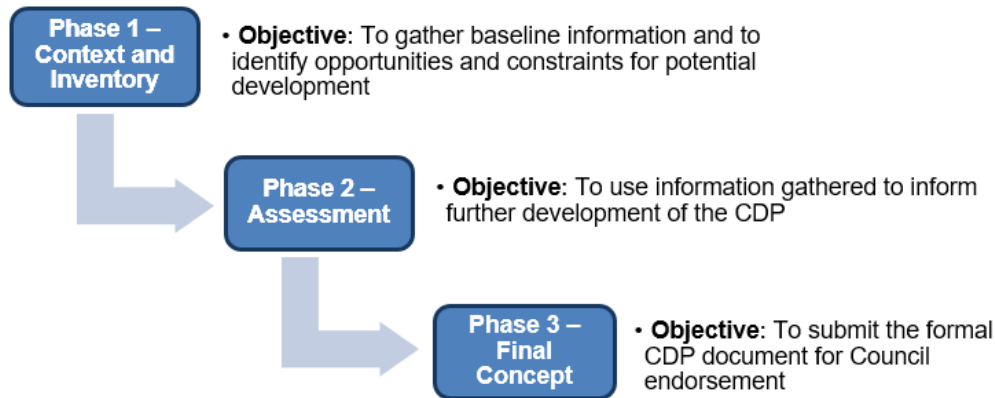 Phase 1 –
Context and
Inventory
• Objective: To gather baseline information and to
identify opportunities and constraints for potential
development
Phase 2 –
Assessment
• Objective: To use information gathered to inform
further development of the CDP
Phase 3 –
Final
Concept
• Objective: To submit the formal
CDP document for Council
endorsement